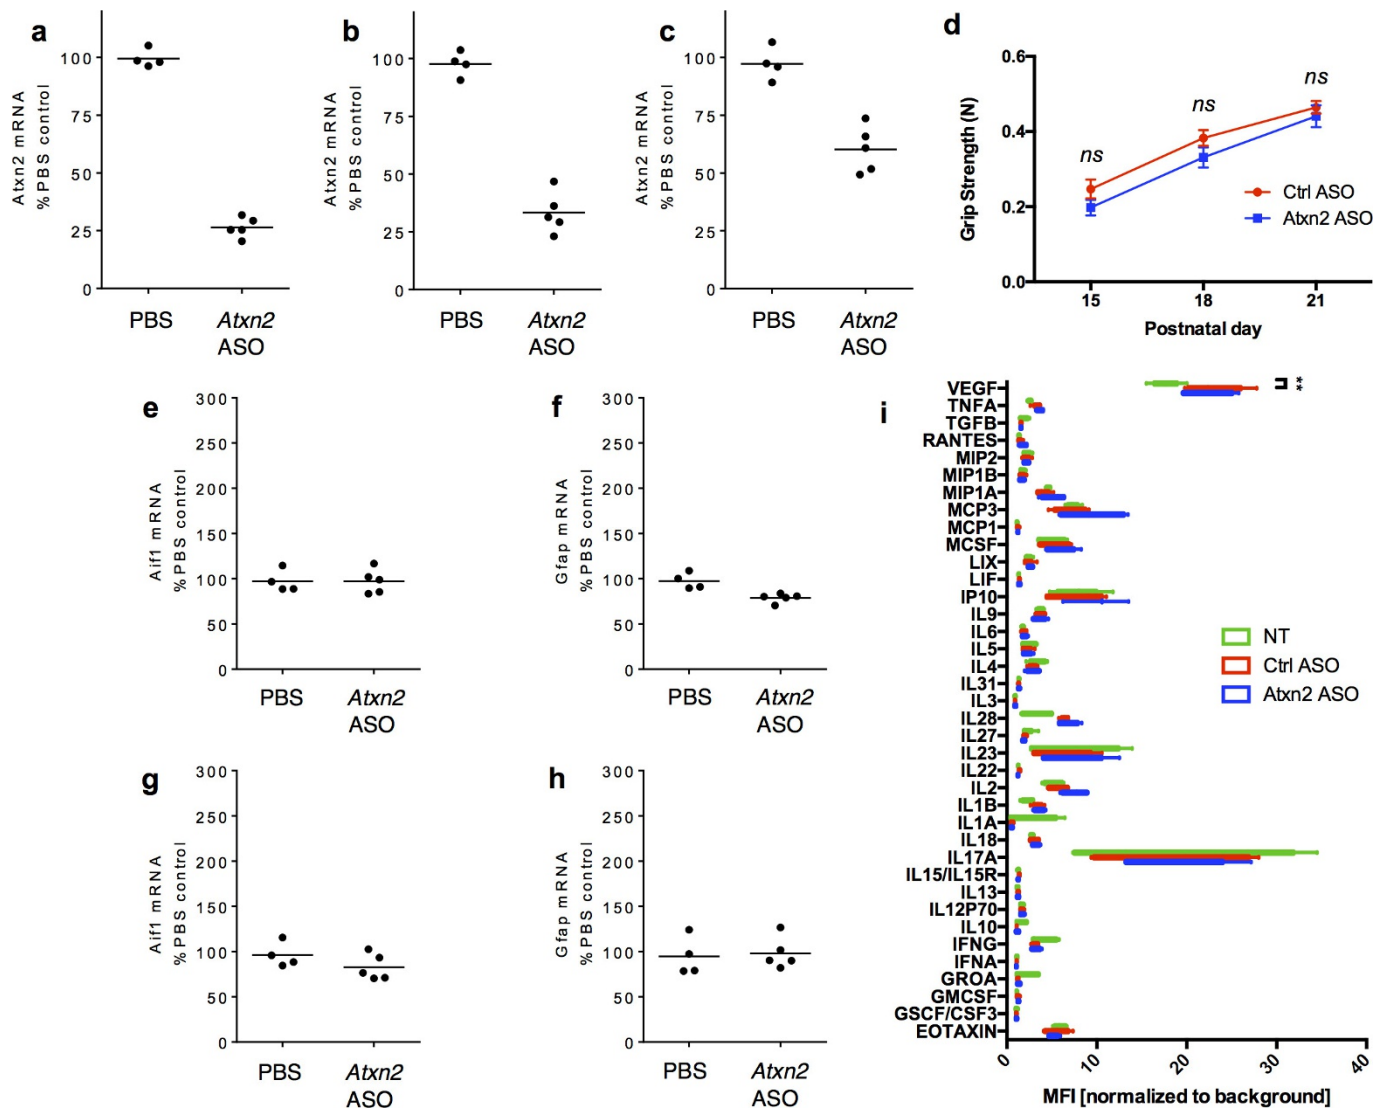 a
Atxn2 mRNA
% PBS control
100
75
50
25
0
PBS
Atxn2
ASO
b
Atxn2 mRNA
% PBS control
100
75
50
25
0
PBS
Atxn2
ASO
c
Atxn2 mRNA
% PBS control
100
75
50
25
0
PBS
Atxn2
ASO
d
Grip Strength (N)
0.6
0.4
0.2
0.0
ns
ns
ns
Ctrl ASO
Atxn2 ASO
15
18
21
Postnatal day
e
Aif1 mRNA
% PBS control
300
250
200
150
100
50
0
PBS
Atxn2
ASO
f
Gfap mRNA
% PBS control
300
250
200
150
100
50
0
PBS
Atxn2
ASO
g
Aif1 mRNA
% PBS control
300
250
200
150
100
50
0
PBS
Atxn2
ASO
h
Gfap mRNA
% PBS control
300
250
200
150
100
50
0
PBS
Atxn2
ASO
i
VEGF
TNFA
TGFB
RANTES
MIP2
MIP1B
MIP1A
MCP3
MCP1
MCSF
LIX
LIF
IP10
IL9
IL6
IL5
IL4
IL31
IL3
IL28
IL27
IL23
IL22
IL2
IL1B
IL1A
IL18
IL17A
IL15/IL15R
IL13
IL12P70
IL10
IFNG
IFNA
GROA
GMCSF
GSCF/CSF3
EOTAXIN
**
NT
Ctrl ASO
Atxn2 ASO
0
10
20
30
40
MFI [normalized to background]